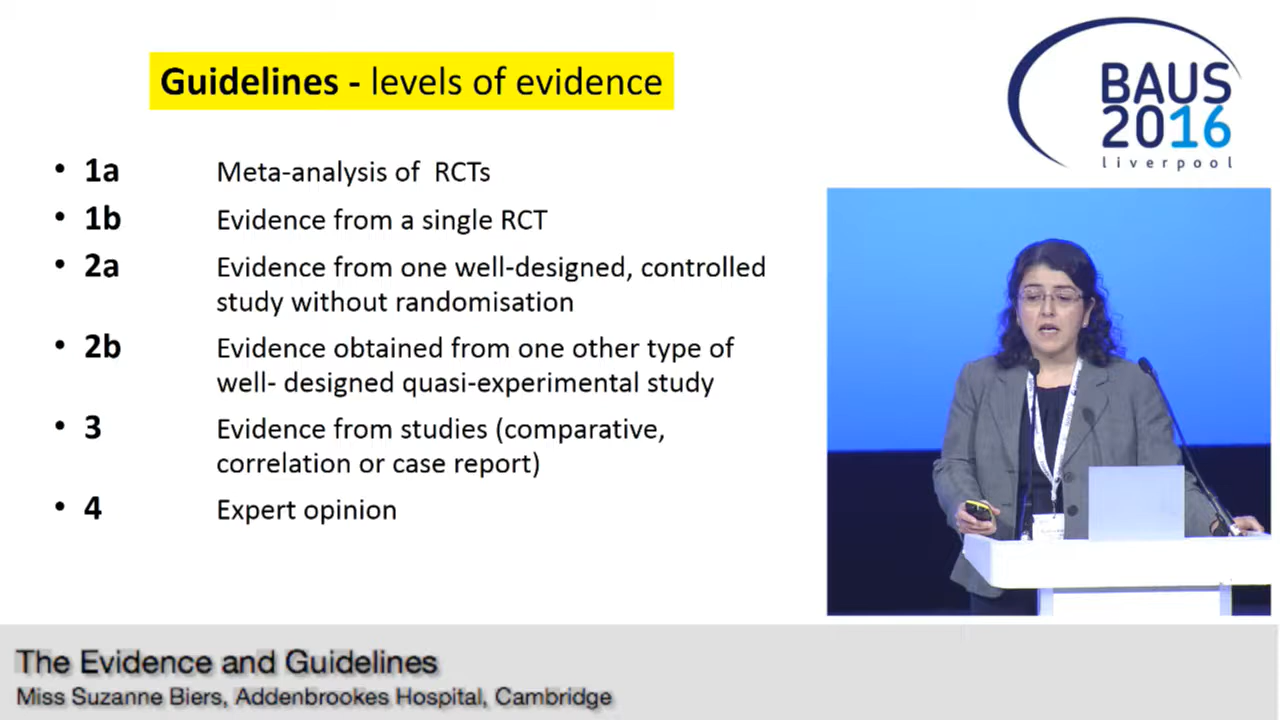 Guidelines - levels of evidence
• 1a Meta-analysis of RCTs
• 1b Evidence from a single RCT
• 2a Evidence from one well-designed, controlled
study without randomisation
• 2b Evidence obtained from one other type of
well- designed quasi-experimental study
• 3 Evidence from studies (comparative,
correlation or case report)
• 4 Expert opinion
BAUS
2016
liverpool
The Evidence and Guidelines
Miss Suzanne Biers, Addenbrookes Hospital, Cambridge